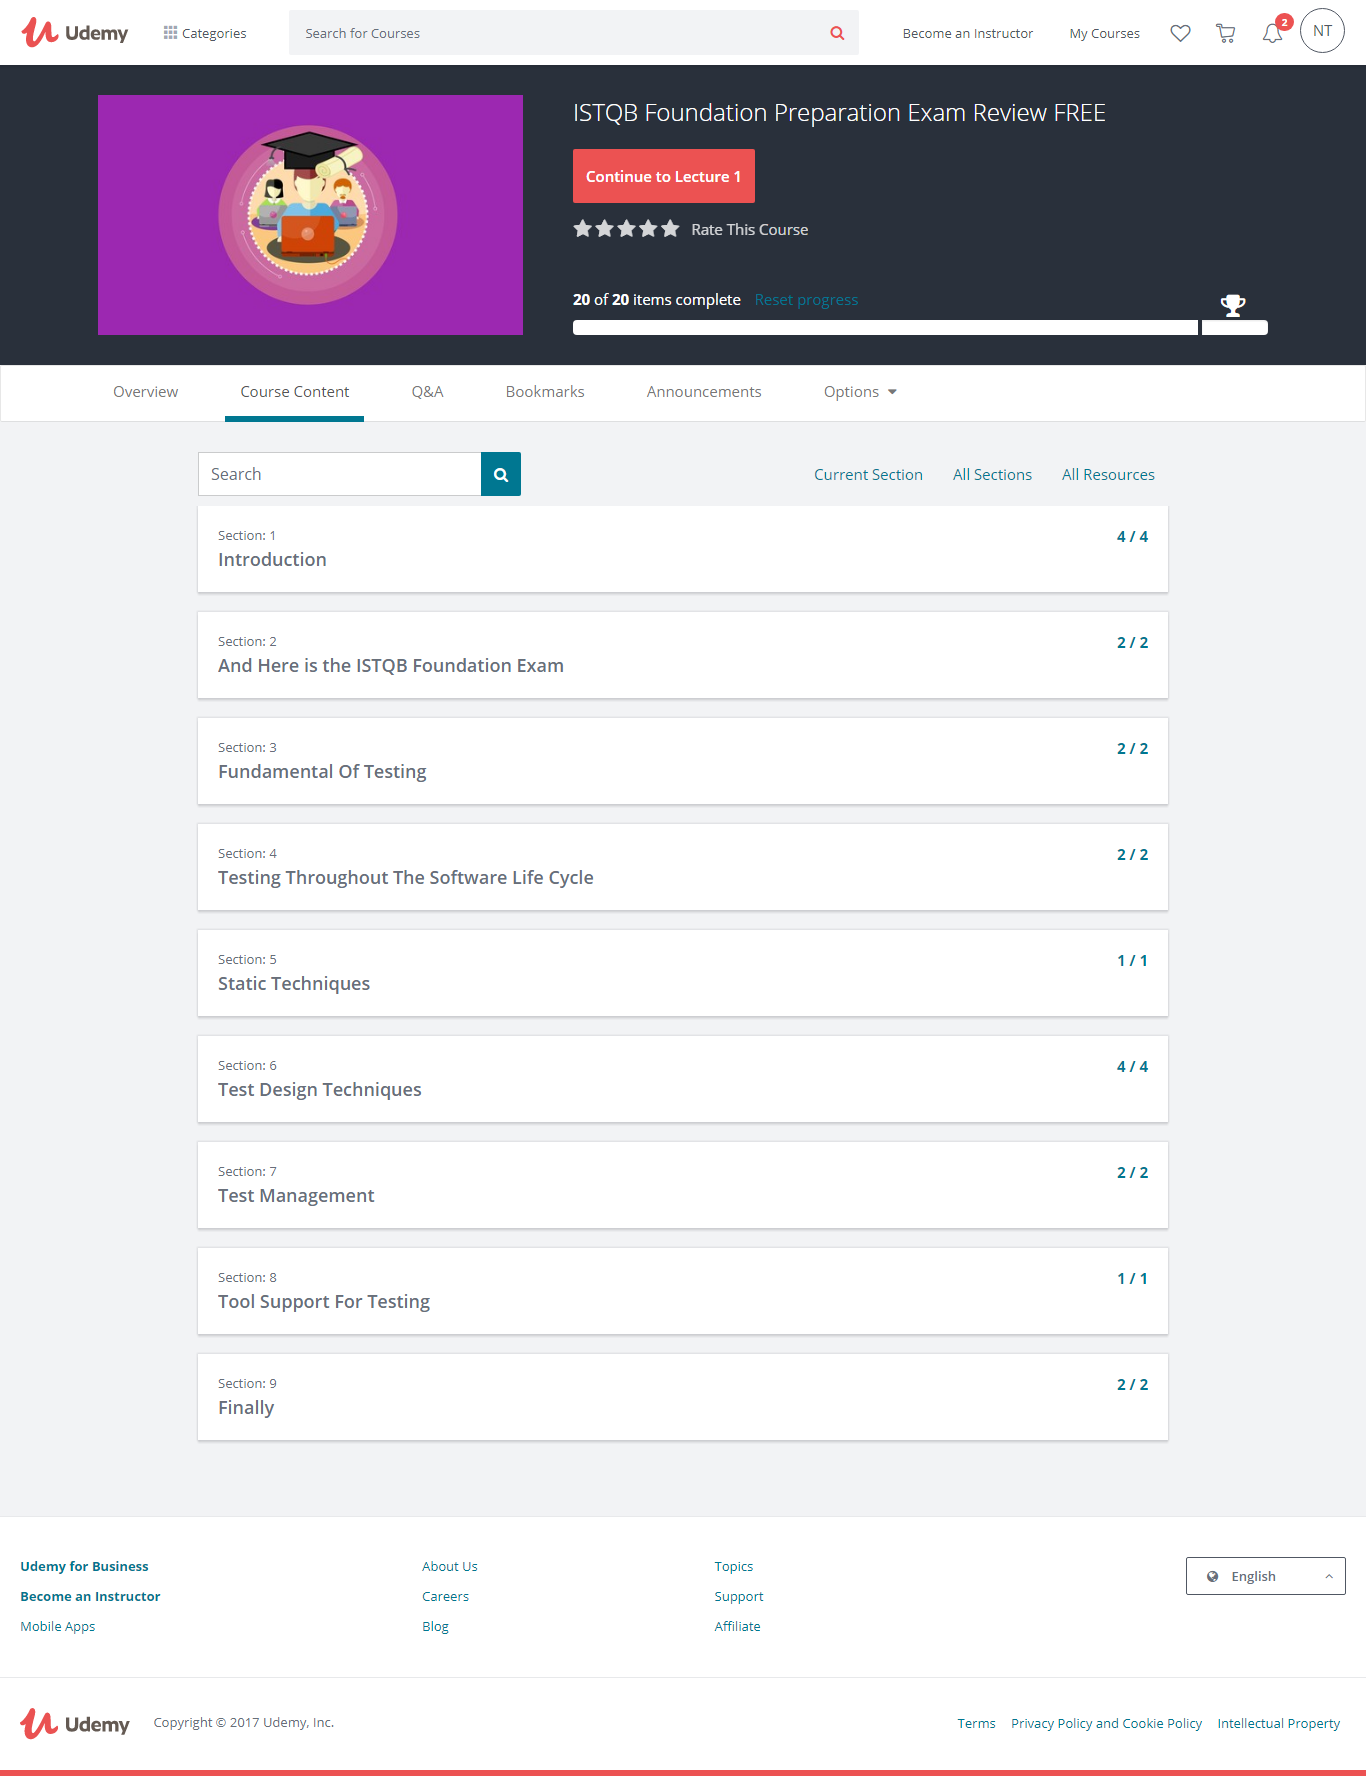 Udemy
Categories
Search for Courses
Become an Instructor
My Courses
2
NT
ISTQB Foundation Preparation Exam Review FREE
Continue to Lecture 1
Rate This Course
20 of 20 items complete Reset progress
Overview
Course Content
Q&A
Bookmarks
Announcements
Options
Search
Current Section
All Sections
All Resources
Section: 1
4 / 4
Introduction
Section: 2
2 / 2
And Here is the ISTQB Foundation Exam
Section: 3
2 / 2
Fundamental Of Testing
Section: 4
2 / 2
Testing Throughout The Software Life Cycle
Section: 5
1 / 1
Static Techniques
Section: 6
4 / 4
Test Design Techniques
Section: 7
2 / 2
Test Management
Section: 8
1 / 1
Tool Support For Testing
Section: 9
2 / 2
Finally
Udemy for Business
Become an Instructor
Mobile Apps
About Us
Careers
Blog
Topics
Support
Affiliate
English
Udemy
Copyright © 2017 Udemy, Inc.
Terms
Privacy Policy and Cookie Policy
Intellectual Property